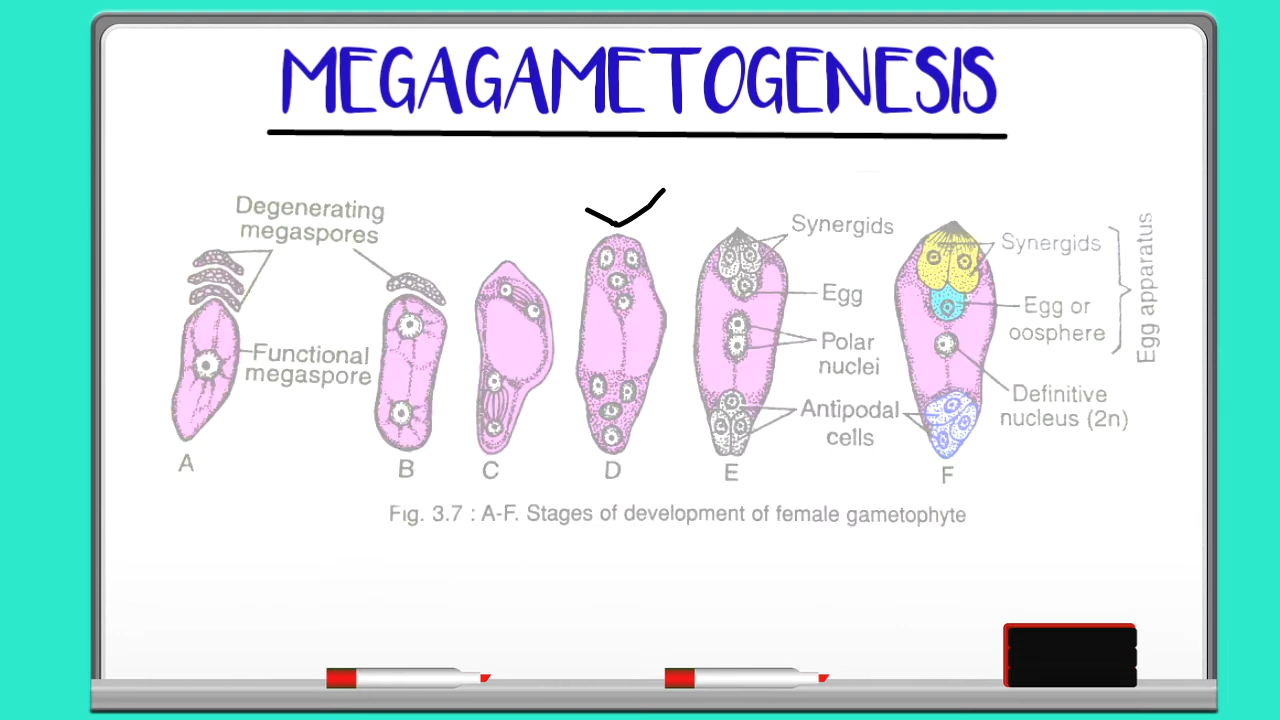 MEGAGAMETOGENESIS
Degenerating
megaspores
Functional
megaspore
Synergids
Egg
Polar
nuclei
Antipodal
cells
Synergids
Egg or
oosphere
Egg apparatus
Definitive
nucleus (2n)
A
B
C
D
E
F
Fig. 3.7 : A-F. Stages of development of female gametophyte